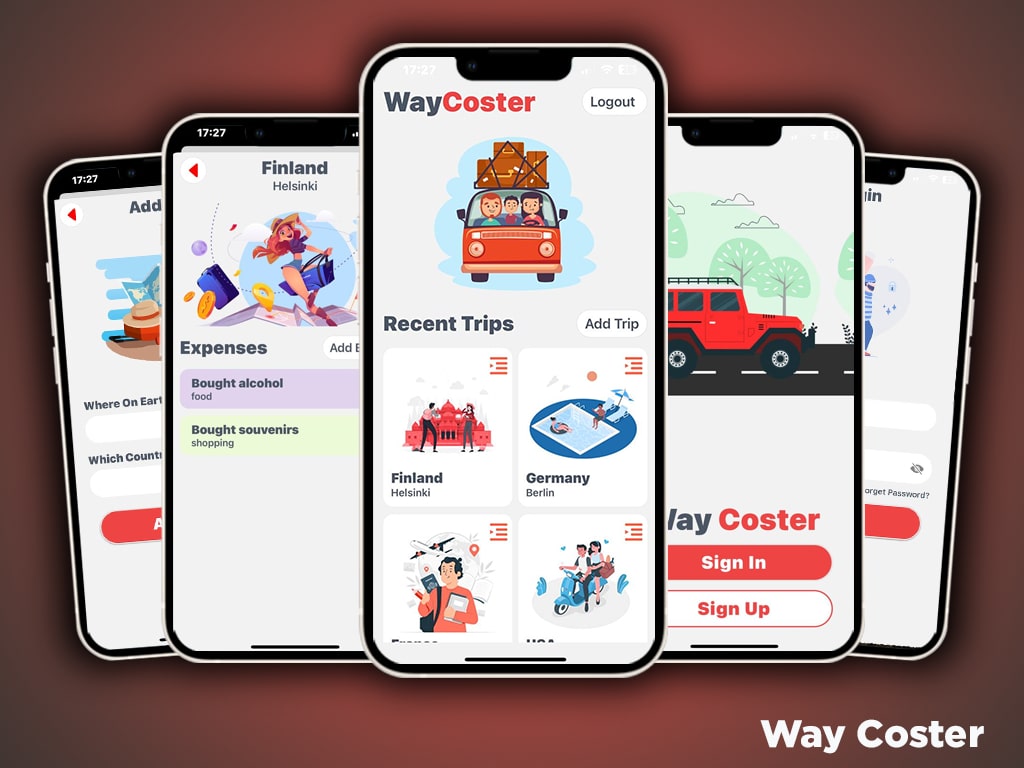 17:27
Add
Where On Eart
Which Countr
A
17:27
Finland
Helsinki
Expenses
Add E
Bought alcohol
food
Bought souvenirs
shopping
17:27
WayCoster
Logout
Recent Trips
Add Trip
Finland
Helsinki
Germany
Berlin
France
USA
Way Coster
Sign In
Sign Up
gin
orget Password?
Way Coster